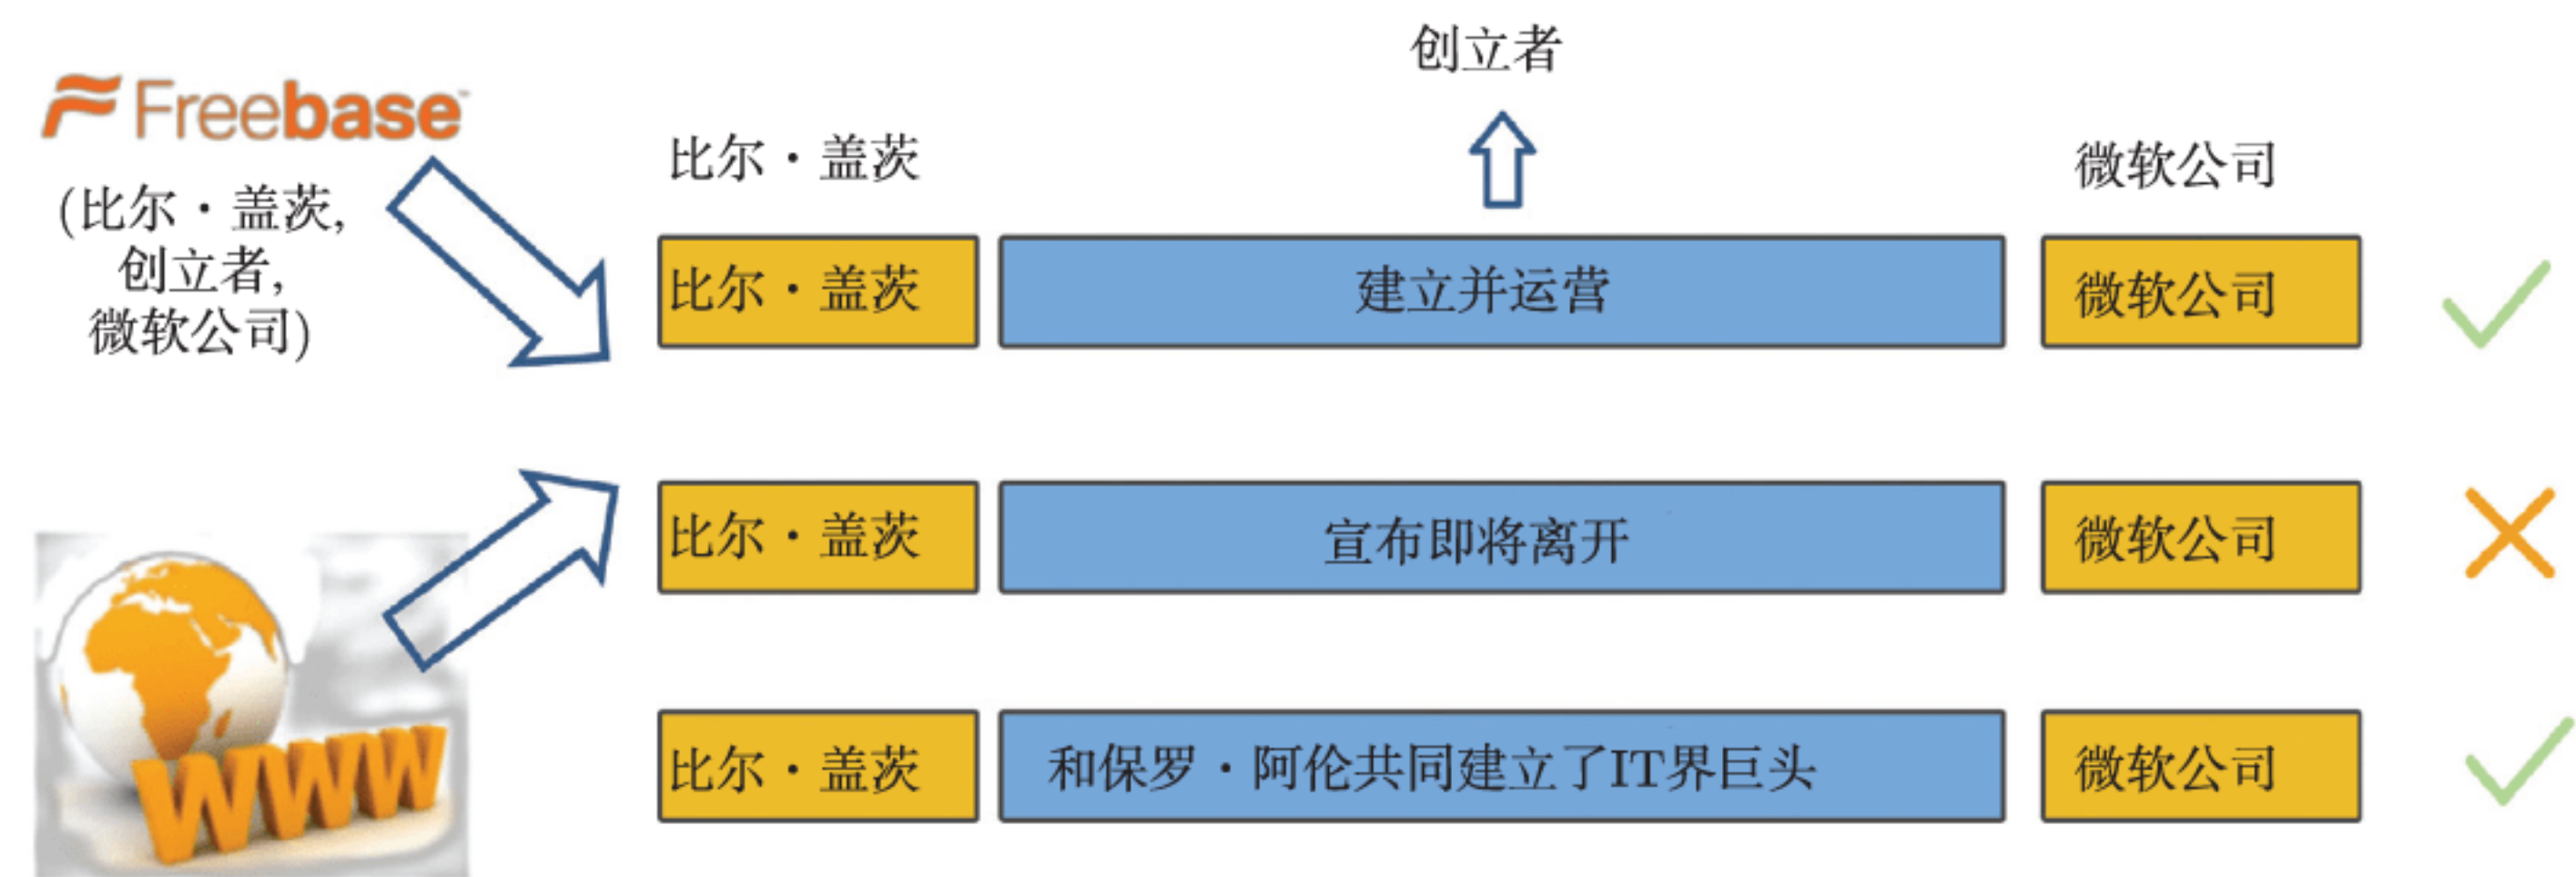 创立者
Freebase
(比尔·盖茨,
创立者,
微软公司)
比尔·盖茨 微软公司
比尔·盖茨 建立并运营 微软公司
比尔·盖茨 宣布即将离开 微软公司
比尔·盖茨 和保罗·阿伦共同建立了IT界巨头 微软公司
WWW